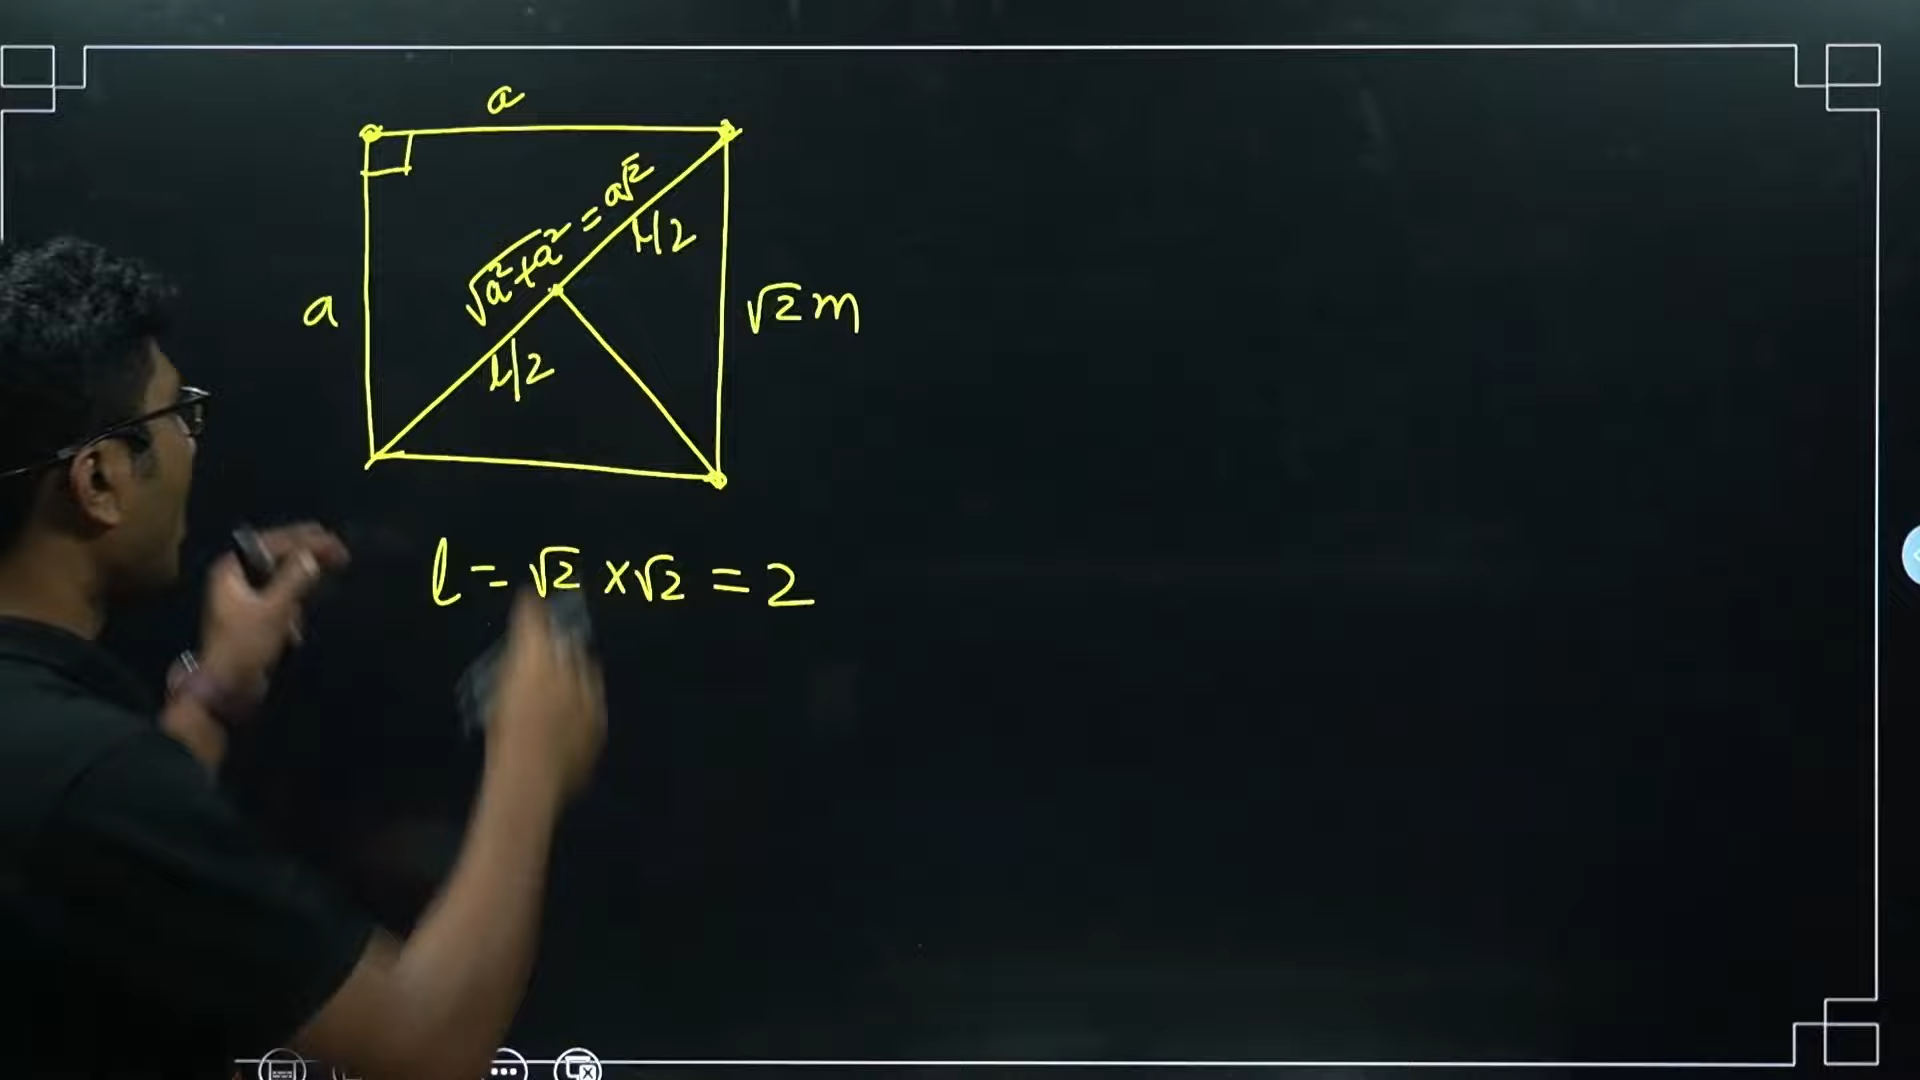 a
√a²+a² = a√2
l/2
a
√2 m
l/2
l = √2 × √2 = 2